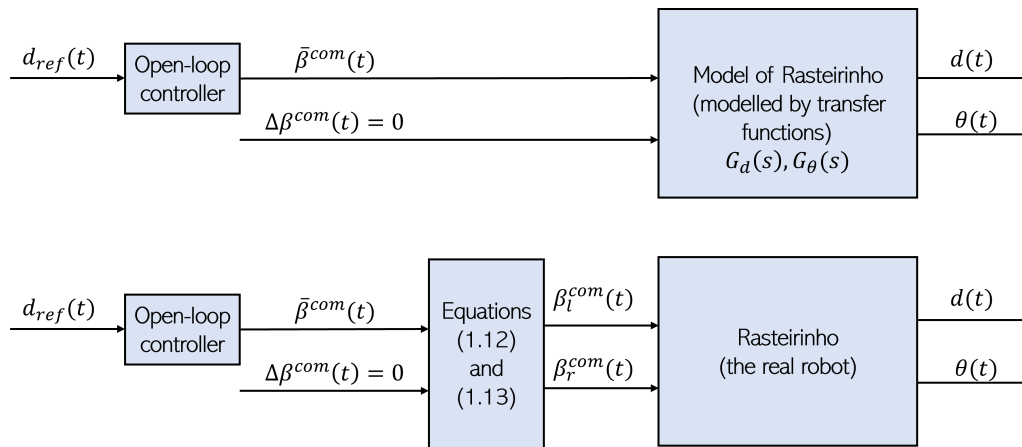 d_ref(t)
Open-loop
controller
β̄^com(t)
Δβ^com(t) = 0
Model of Rasteirinho
(modelled by transfer
functions)
G_d(s), G_θ(s)
d(t)
θ(t)
d_ref(t)
Open-loop
controller
β̄^com(t)
Δβ^com(t) = 0
Equations
(1.12)
and
(1.13)
β_l^com(t)
β_r^com(t)
Rasteirinho
(the real robot)
d(t)
θ(t)